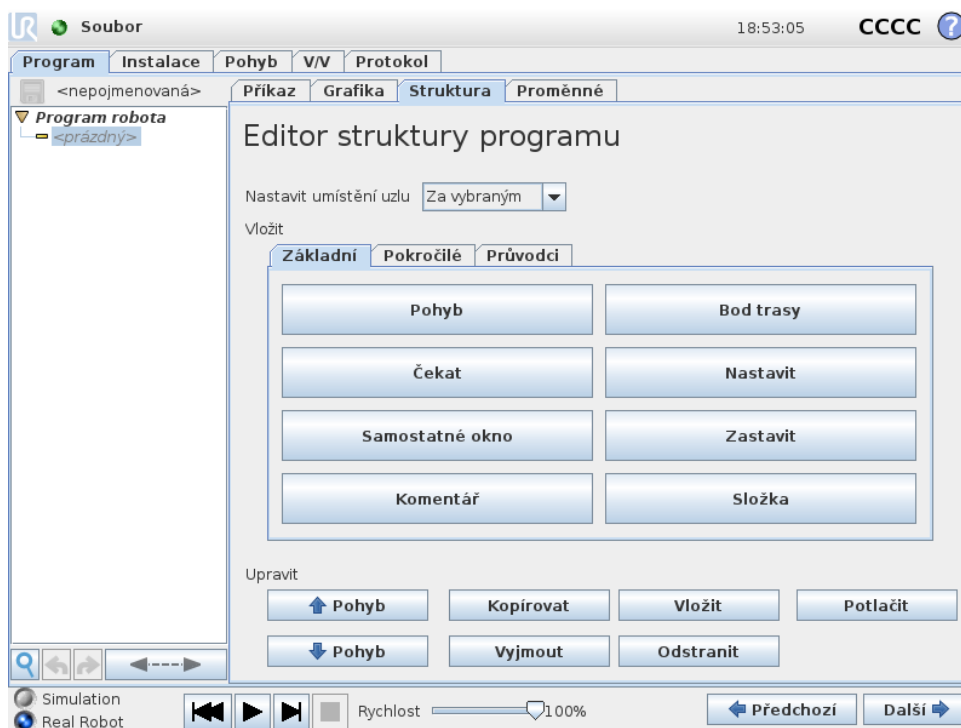 UR Soubor 18:53:05 CCCC ?
Program Instalace Pohyb V/V Protokol
<nepojmenovaná> Příkaz Grafika Struktura Proměnné
Program robota
<prázdný>
Editor struktury programu
Nastavit umístění uzlu Za vybraným
Vložit
Základní Pokročilé Průvodci
Pohyb Bod trasy
Čekat Nastavit
Samostatné okno Zastavit
Komentář Složka
Upravit
Pohyb Kopírovat Vložit Potlačit
Pohyb Vyjmout Odstranit
Simulation
Real Robot
Rychlost 100% Předchozí Další